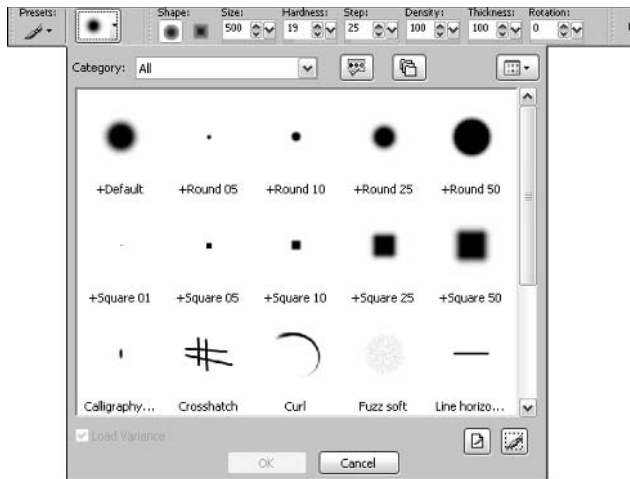 Presets: Shape: Size: Hardness: Step: Density: Thickness: Rotation:
500 19 25 100 100 0
Category: All
+Default +Round 05 +Round 10 +Round 25 +Round 50
+Square 01 +Square 05 +Square 10 +Square 25 +Square 50
Calligraphy... Crosshatch Curl Fuzz soft Line horizo...
Load Variance
OK Cancel